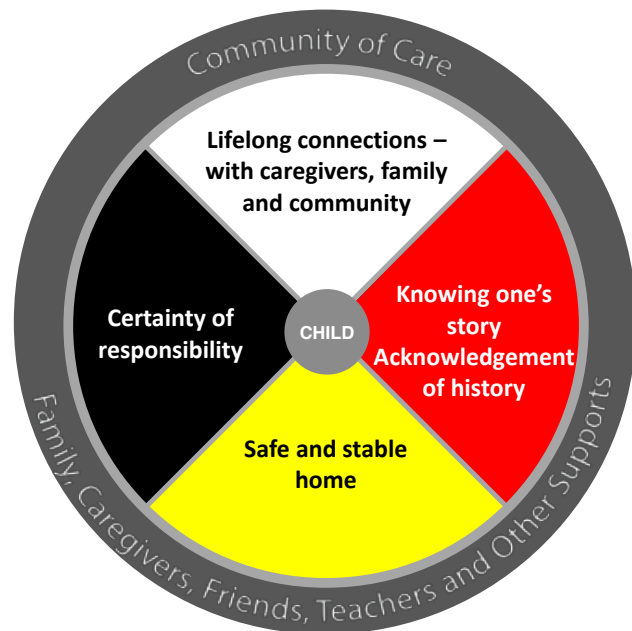 Community of Care
Lifelong connections –
with caregivers, family
and community
Certainty of
responsibility
CHILD
Knowing one's
story
Acknowledgement
of history
Safe and stable
home
Family, Caregivers, Friends, Teachers and Other Supports